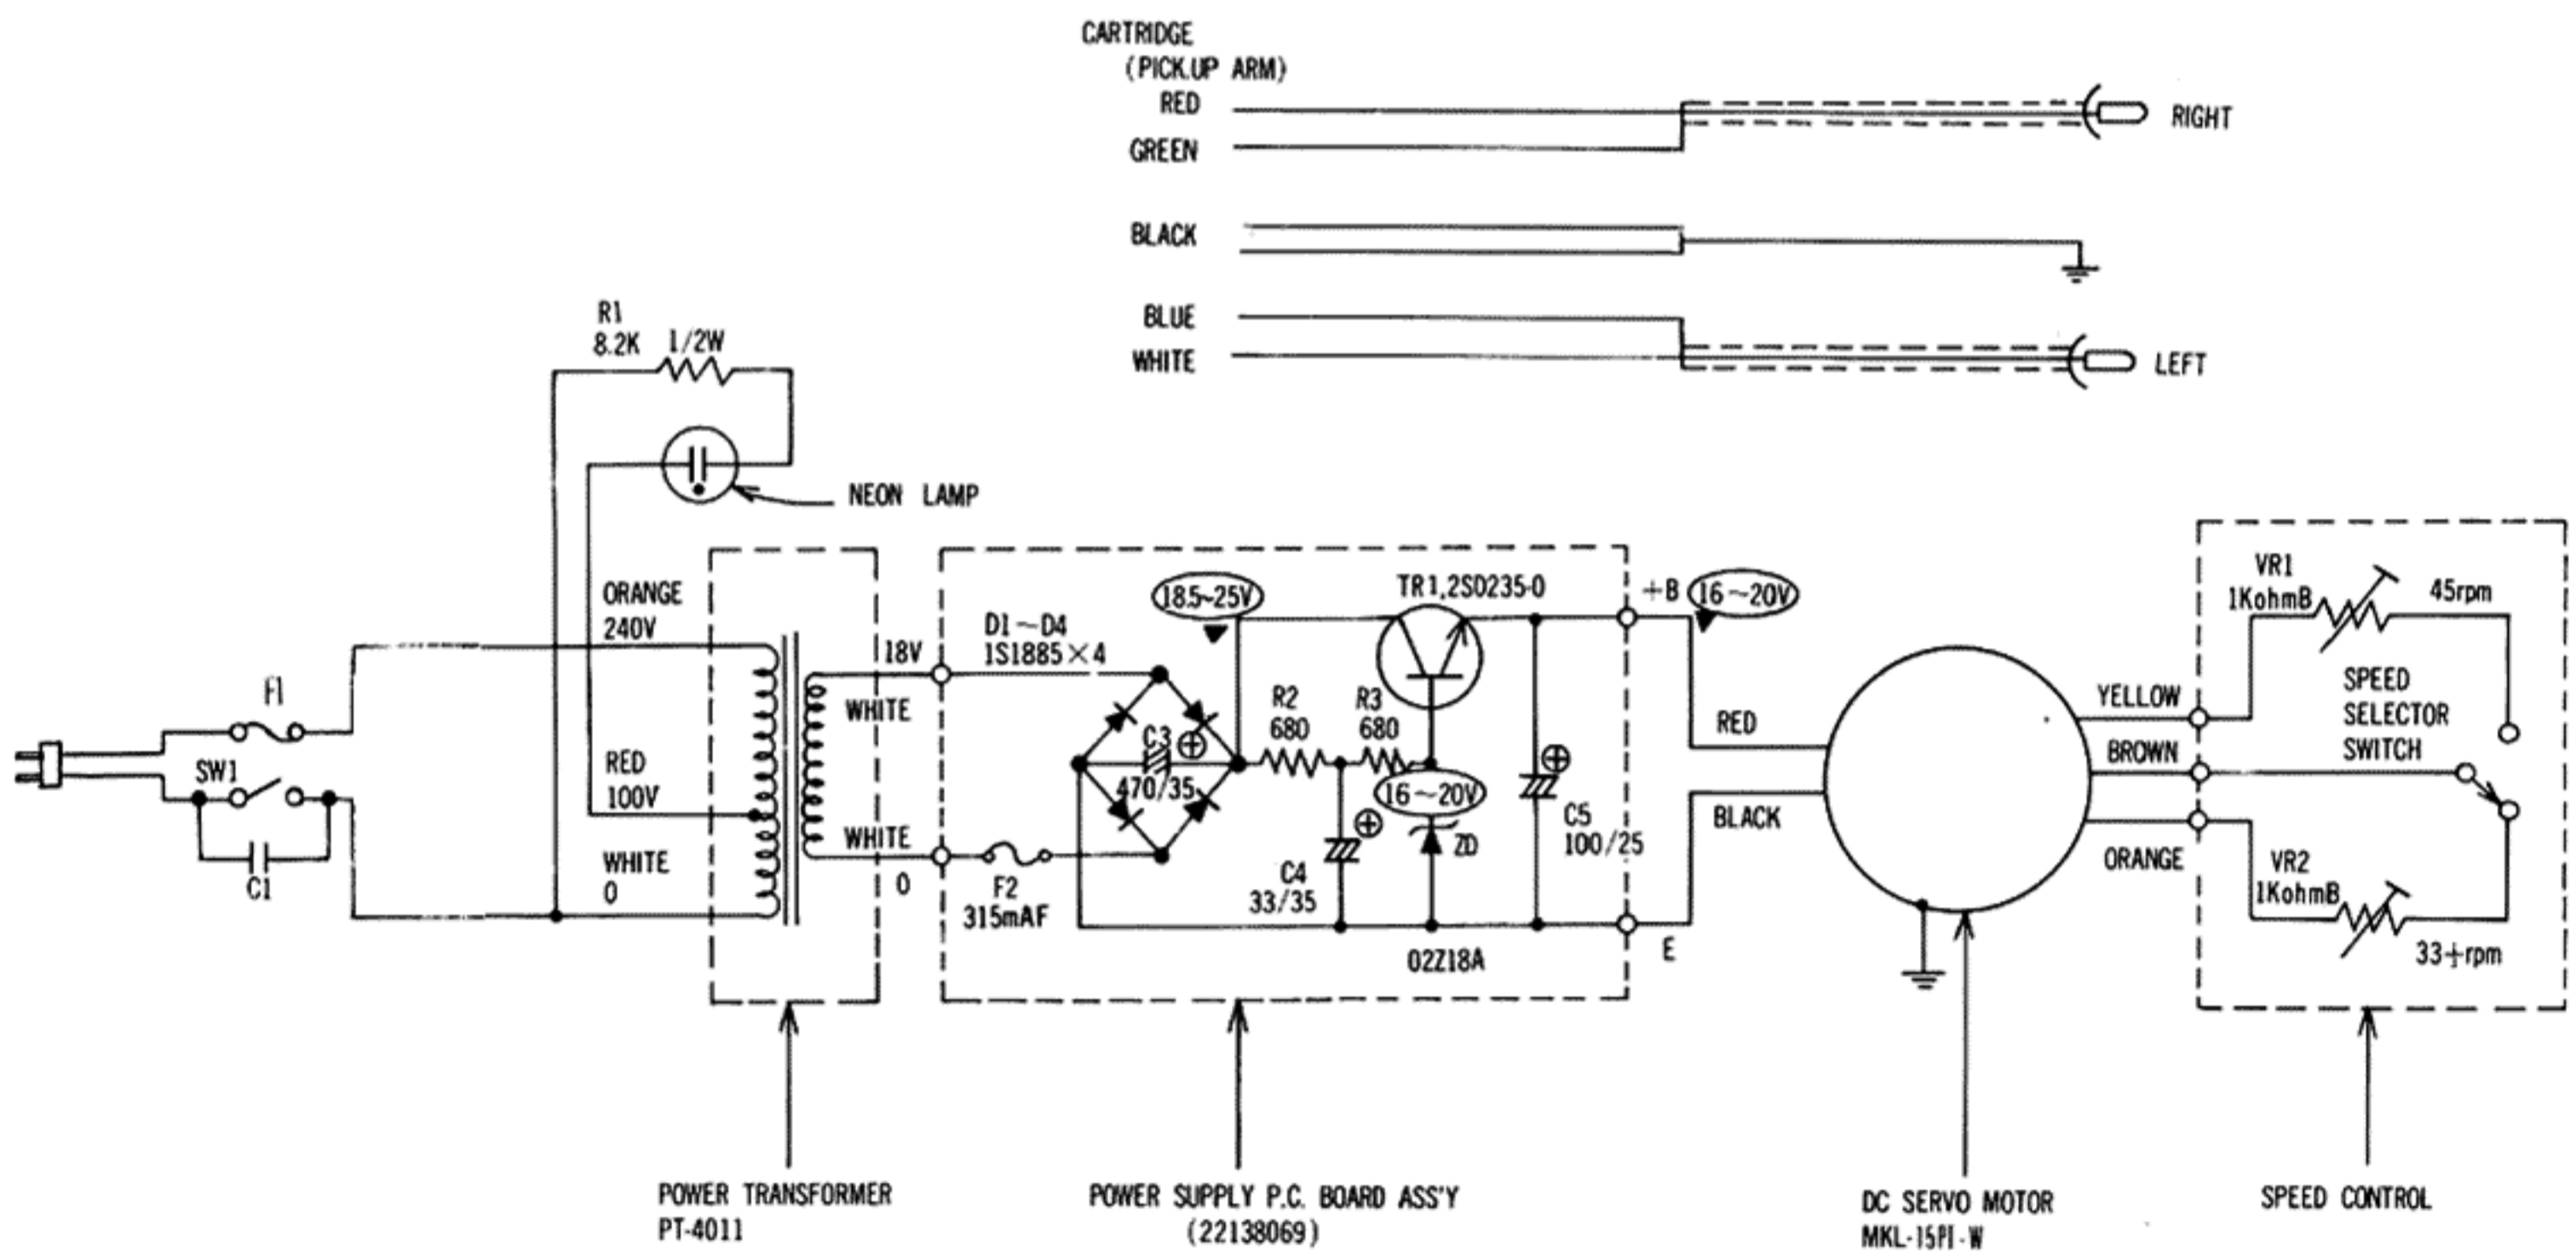 CARTRIDGE
(PICK.UP ARM)
RED
RIGHT
GREEN
BLACK
BLUE
WHITE
LEFT
R1
8.2K 1/2W
NEON LAMP
ORANGE
240V
F1
SW1
C1
RED
100V
WHITE
0
18V
WHITE
WHITE
0
D1~D4
1S1885×4
18.5~25V
TR1,2SD235-0
+B
16~20V
C3
470/35
R2
680
R3
680
16~20V
ZD
C4
33/35
C5
100/25
F2
315mAF
02Z18A
E
RED
BLACK
YELLOW
BROWN
ORANGE
VR1
1KohmB
45rpm
SPEED
SELECTOR
SWITCH
VR2
1KohmB
33⅓rpm
POWER TRANSFORMER
PT-4011
POWER SUPPLY P.C. BOARD ASS'Y
(22138069)
DC SERVO MOTOR
MKL-15PI-W
SPEED CONTROL